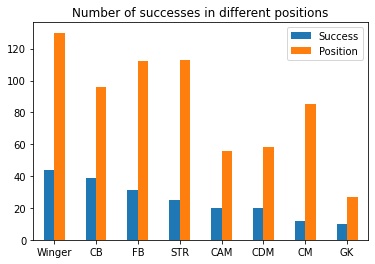 Number of successes in different positions
Success
Position
120
100
80
60
40
20
0
Winger CB FB STR CAM CDM CM GK